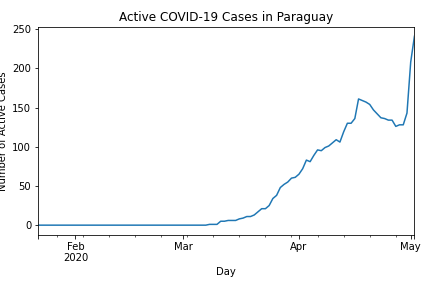 Active COVID-19 Cases in Paraguay
250
200
150
100
50
0
Number of Active Cases
Feb
2020
Mar
Apr
May
Day